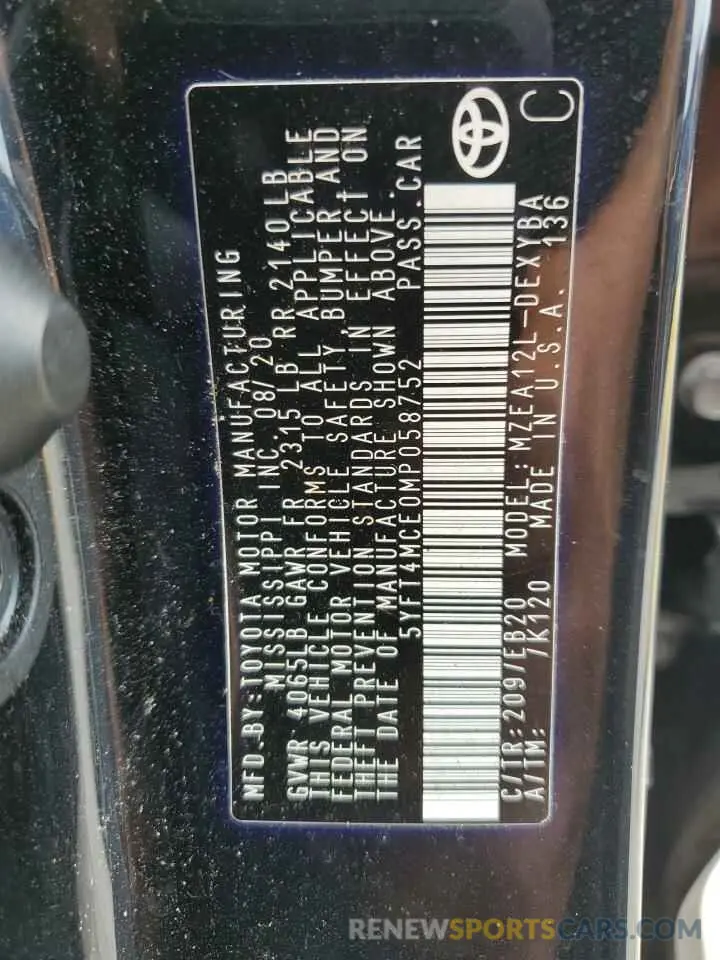 MFD.BY:TOYOTA MOTOR MANUFACTURING
MISSISSIPPI INC. 08/20
GVWR 4065LB GAWR FR 2315 LB RR 2140 LB
THIS VEHICLE CONFORMS TO ALL APPLICABLE
FEDERAL MOTOR VEHICLE SAFETY, BUMPER AND
THEFT PREVENTION STANDARDS IN EFFECT ON
THE DATE OF MANUFACTURE SHOWN ABOVE.
5YFT4MCE0MP058752 PASS.CAR
C/TR:209/EB20 MODEL:MZEA12L-DEXYBA
A/TM: /K120 MADE IN U.S.A. 136
C
RENEWSPORTSCARS.COM